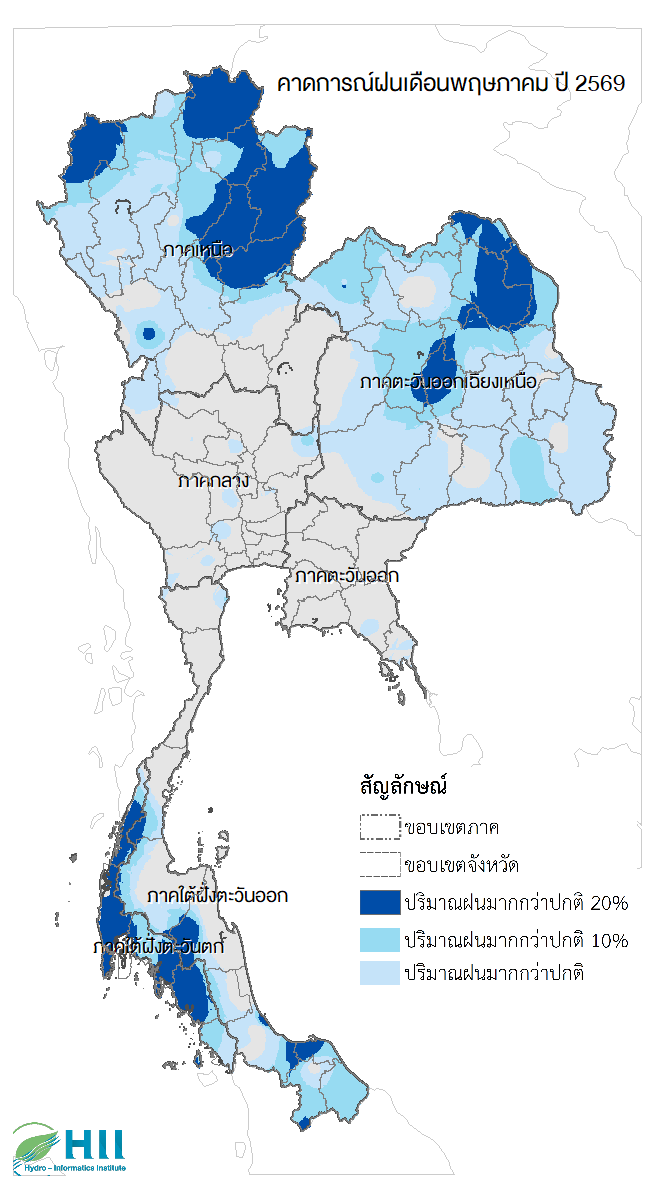 คาดการณ์ฝนเดือนพฤษภาคม ปี 2569
ภาคเหนือ
ภาคตะวันออกเฉียงเหนือ
ภาคกลาง
ภาคตะวันออก
สัญลักษณ์
ขอบเขตภาค
ขอบเขตจังหวัด
ปริมาณฝนมากกว่าปกติ 20%
ปริมาณฝนมากกว่าปกติ 10%
ปริมาณฝนมากกว่าปกติ
ภาคใต้ฝั่งตะวันออก
ภาคใต้ฝั่งตะวันตก
HII
Hydro – Informatics Institute